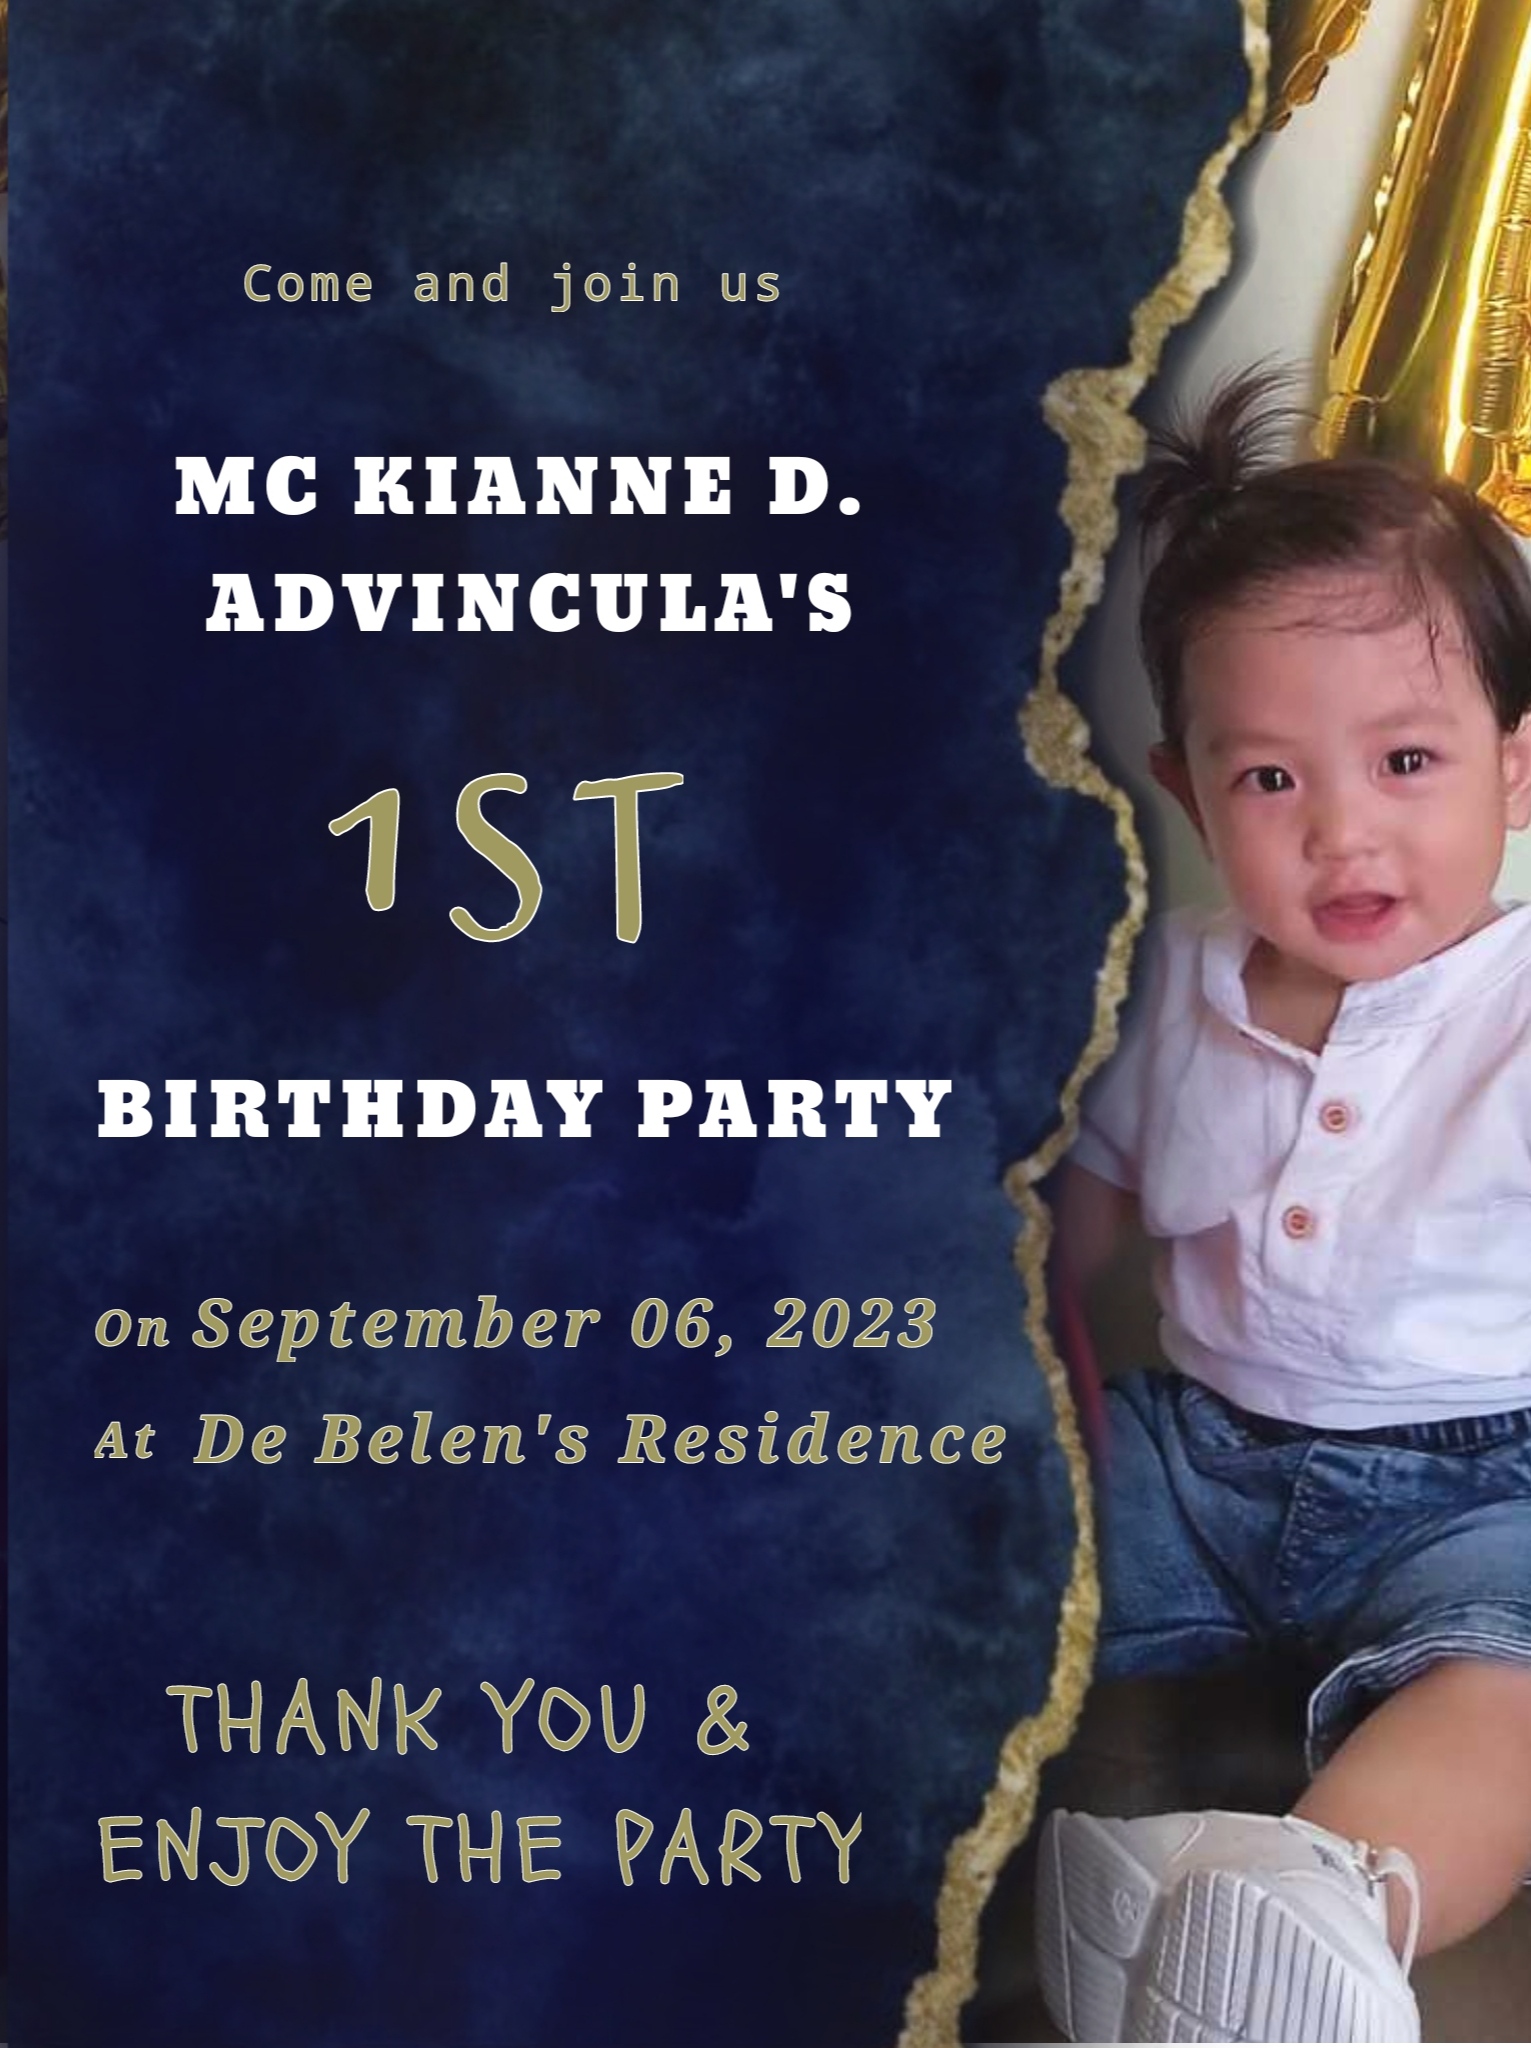 Come and join us
MC KIANNE D.
ADVINCULA'S
1ST
BIRTHDAY PARTY
On September 06, 2023
At De Belen's Residence
THANK YOU &
ENJOY THE PARTY